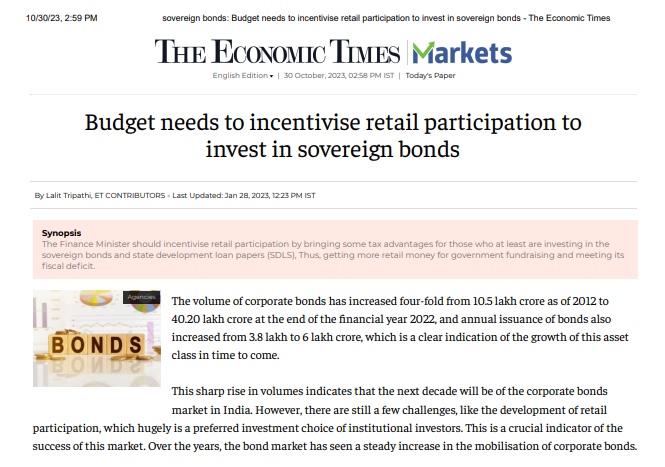 10/30/23, 2:59 PM sovereign bonds: Budget needs to incentivise retail participation to invest in sovereign bonds - The Economic Times
THE ECONOMIC TIMES | Markets
English Edition ▾ | 30 October, 2023, 02:58 PM IST | Today's Paper
Budget needs to incentivise retail participation to
invest in sovereign bonds
By Lalit Tripathi, ET CONTRIBUTORS • Last Updated: Jan 28, 2023, 12:23 PM IST
Synopsis
The Finance Minister should incentivise retail participation by bringing some tax advantages for those who at least are investing in the
sovereign bonds and state development loan papers (SDLS), Thus, getting more retail money for government fundraising and meeting its
fiscal deficit.
Agencies
BONDS
The volume of corporate bonds has increased four-fold from 10.5 lakh crore as of 2012 to
40.20 lakh crore at the end of the financial year 2022, and annual issuance of bonds also
increased from 3.8 lakh to 6 lakh crore, which is a clear indication of the growth of this asset
class in time to come.
This sharp rise in volumes indicates that the next decade will be of the corporate bonds
market in India. However, there are still a few challenges, like the development of retail
participation, which hugely is a preferred investment choice of institutional investors. This is a crucial indicator of the
success of this market. Over the years, the bond market has seen a steady increase in the mobilisation of corporate bonds.